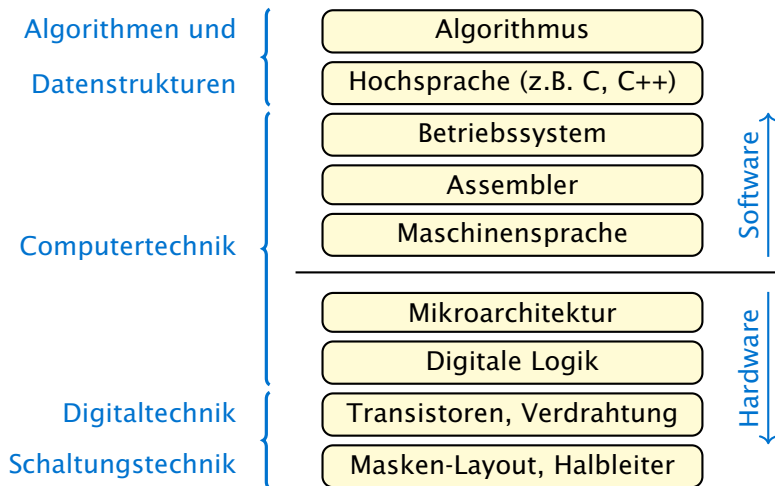 Algorithmen und
Datenstrukturen
Computertechnik
Digitaltechnik
Schaltungstechnik
Algorithmus
Hochsprache (z.B. C, C++)
Betriebssystem
Assembler
Maschinensprache
Mikroarchitektur
Digitale Logik
Transistoren, Verdrahtung
Masken-Layout, Halbleiter
Software
Hardware